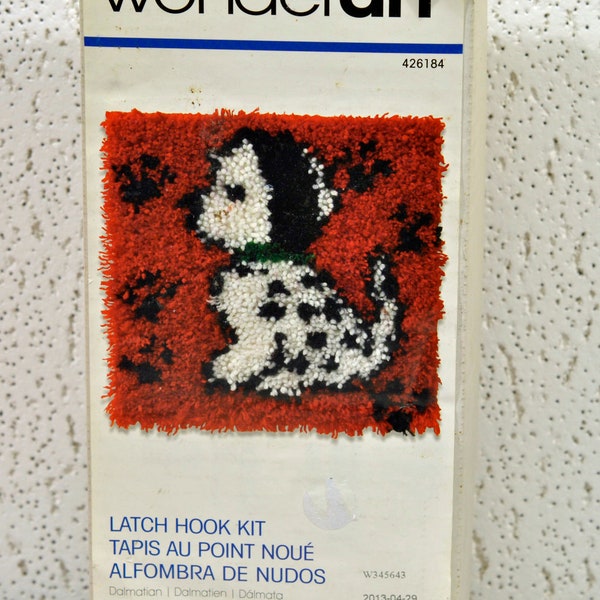 wonderart
426184
LATCH HOOK KIT
TAPIS AU POINT NOUÉ
ALFOMBRA DE NUDOS
W345643
Dalmatian | Dalmatien | Dálmata
2013-04-29